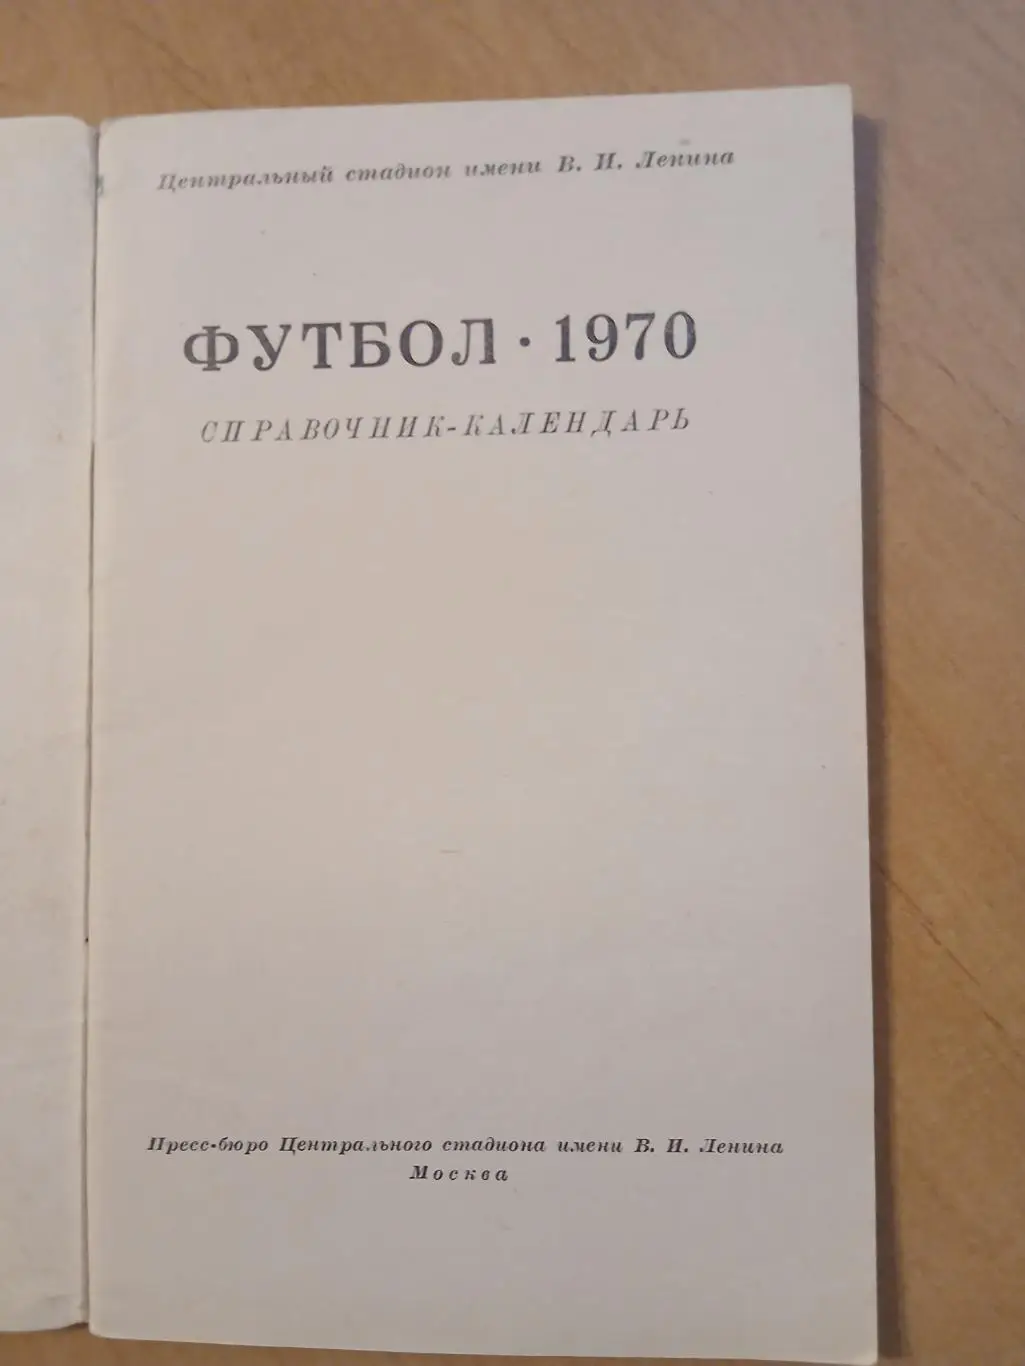 Центральный стадион имени В. И. Ленина
ФУТБОЛ · 1970
СПРАВОЧНИК-КАЛЕНДАРЬ
Пресс-бюро Центрального стадиона имени В. И. Ленина
Москва